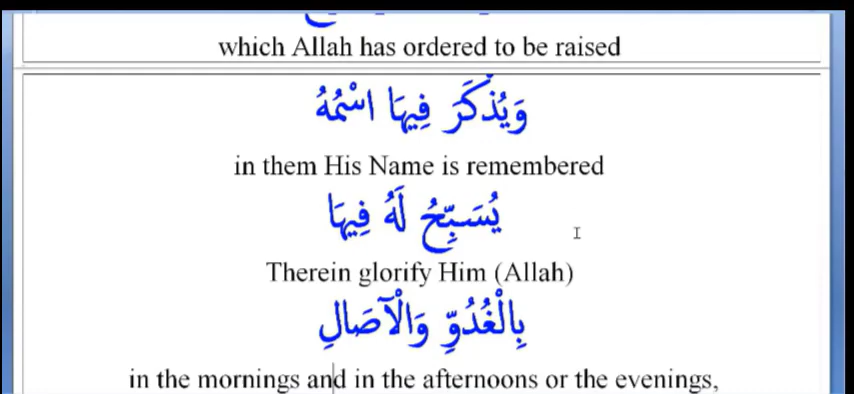 which Allah has ordered to be raised
وَيُذْكَرَ فِيهَا اسْمُهُ
in them His Name is remembered
يُسَبِّحُ لَهُ فِيهَا
Therein glorify Him (Allah)
بِالْغُدُوِّ وَالْآصَالِ
in the mornings and in the afternoons or the evenings,